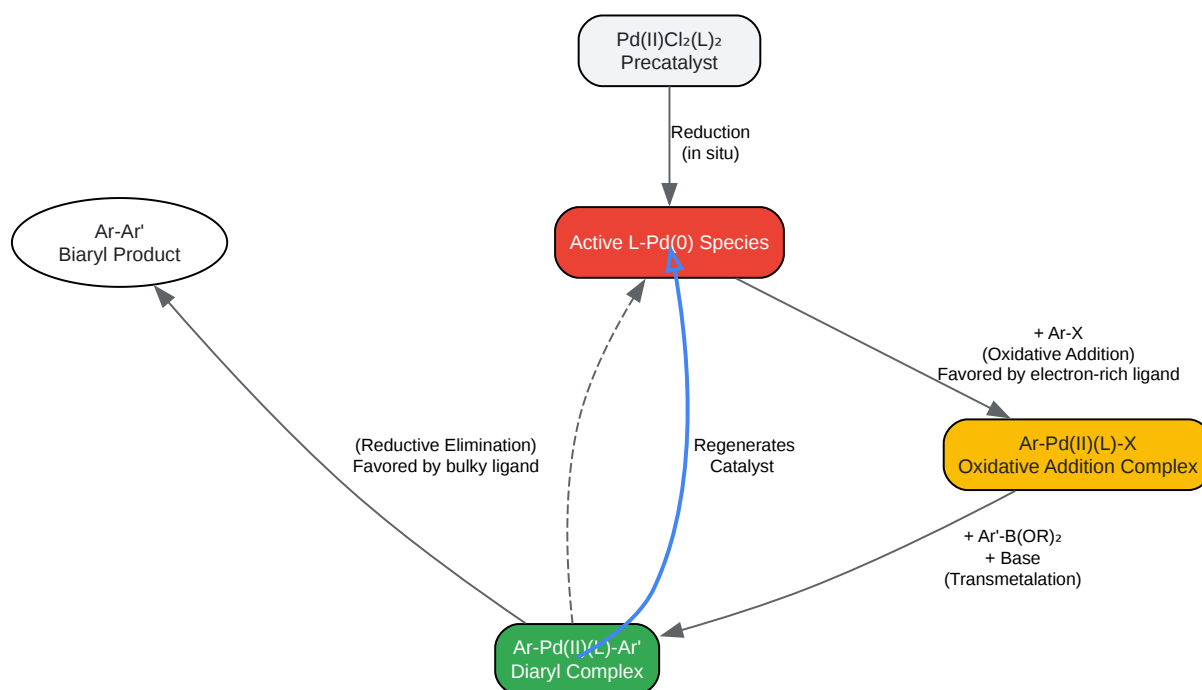 Pd(II)Cl₂(L)₂
Precatalyst
Reduction
(in situ)
Ar-Ar'
Biaryl Product
Active L-Pd(0) Species
+ Ar-X
(Oxidative Addition)
Favored by electron-rich ligand
(Reductive Elimination)
Favored by bulky ligand
Regenerates
Catalyst
Ar-Pd(II)(L)-X
Oxidative Addition Complex
+ Ar'-B(OR)₂
+ Base
(Transmetalation)
Ar-Pd(II)(L)-Ar'
Diaryl Complex